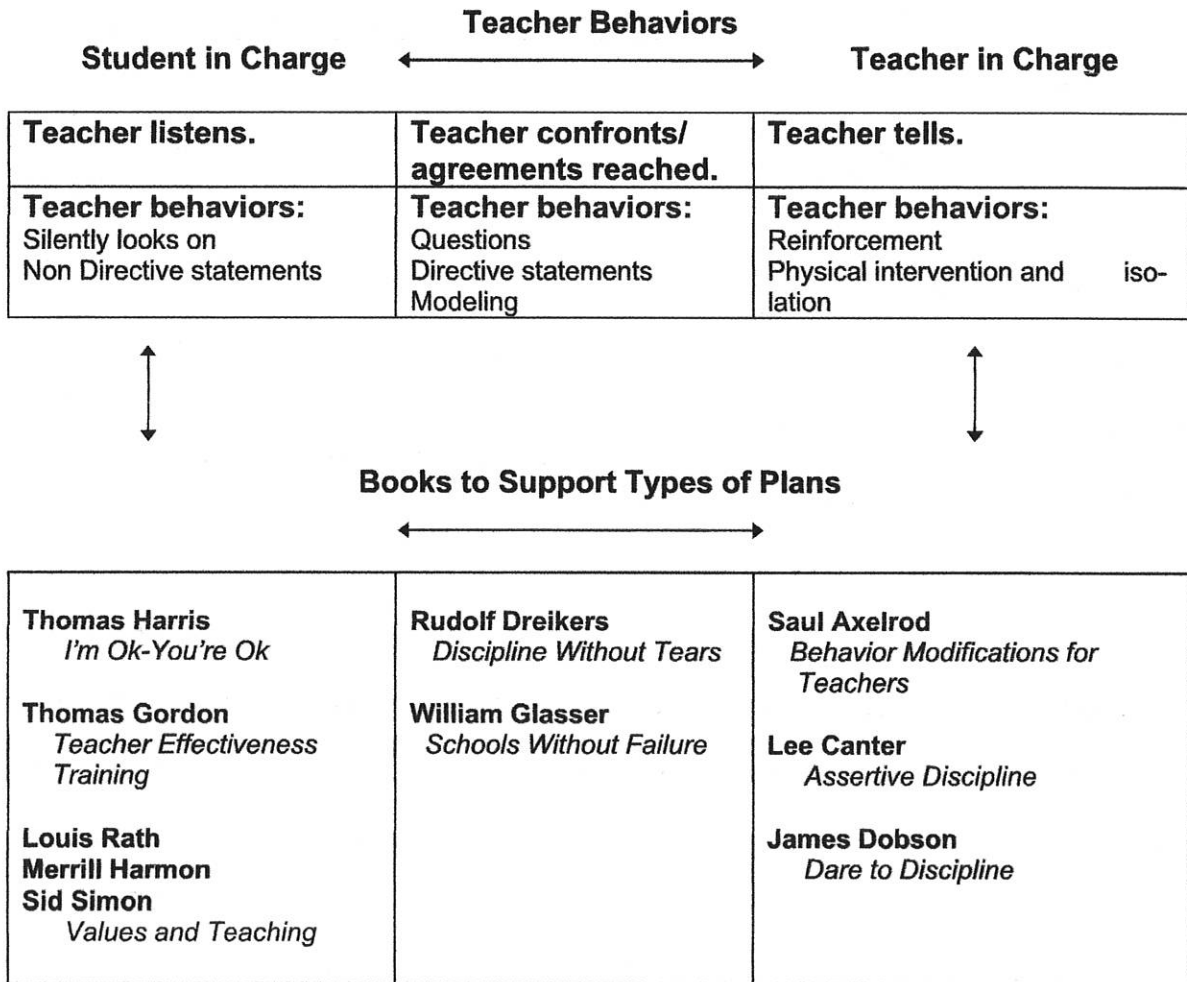 Teacher Behaviors
Student in Charge
Teacher in Charge
Teacher listens.
Teacher confronts/
agreements reached.
Teacher tells.
Teacher behaviors:
Silently looks on
Non Directive statements
Teacher behaviors:
Questions
Directive statements
Modeling
Teacher behaviors:
Reinforcement
Physical intervention and iso-
lation
Books to Support Types of Plans
Thomas Harris
I'm Ok-You're Ok
Thomas Gordon
Teacher Effectiveness
Training
Louis Rath
Merrill Harmon
Sid Simon
Values and Teaching
Rudolf Dreikers
Discipline Without Tears
William Glasser
Schools Without Failure
Saul Axelrod
Behavior Modifications for
Teachers
Lee Canter
Assertive Discipline
James Dobson
Dare to Discipline